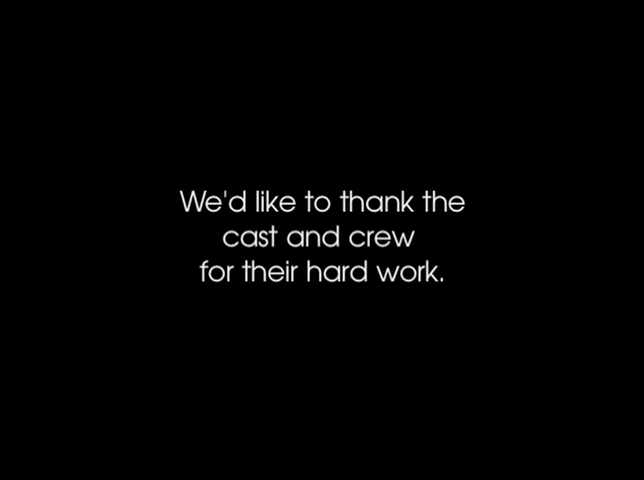 We'd like to thank the
cast and crew
for their hard work.